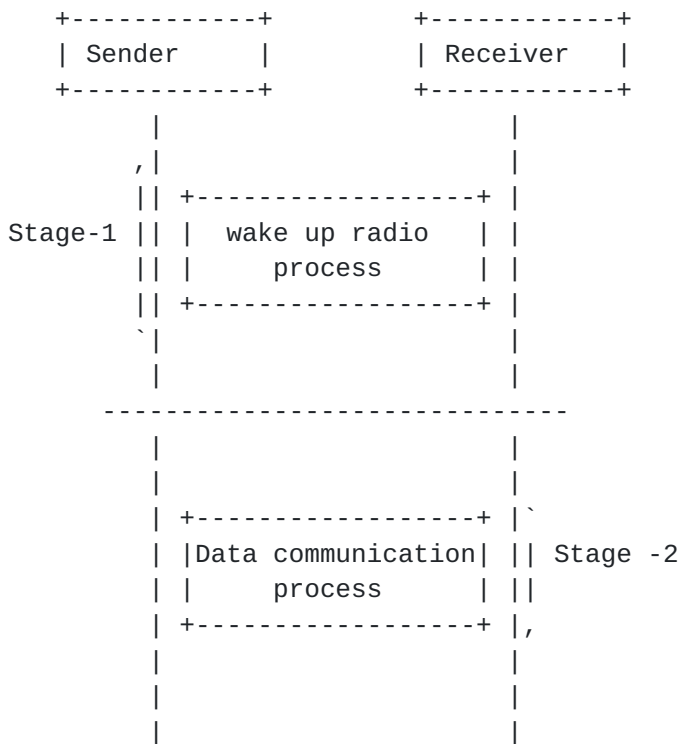 Sender Receiver
Stage-1 wake up radio
process
Data communication Stage -2
process